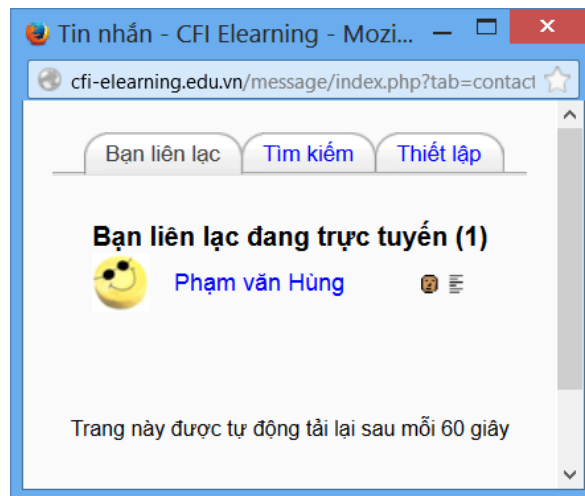 Tin nhắn - CFI Elearning - Mozi...
cfi-elearning.edu.vn/message/index.php?tab=contact
Bạn liên lạc Tìm kiếm Thiết lập
Bạn liên lạc đang trực tuyến (1)
Phạm văn Hùng
Trang này được tự động tải lại sau mỗi 60 giây